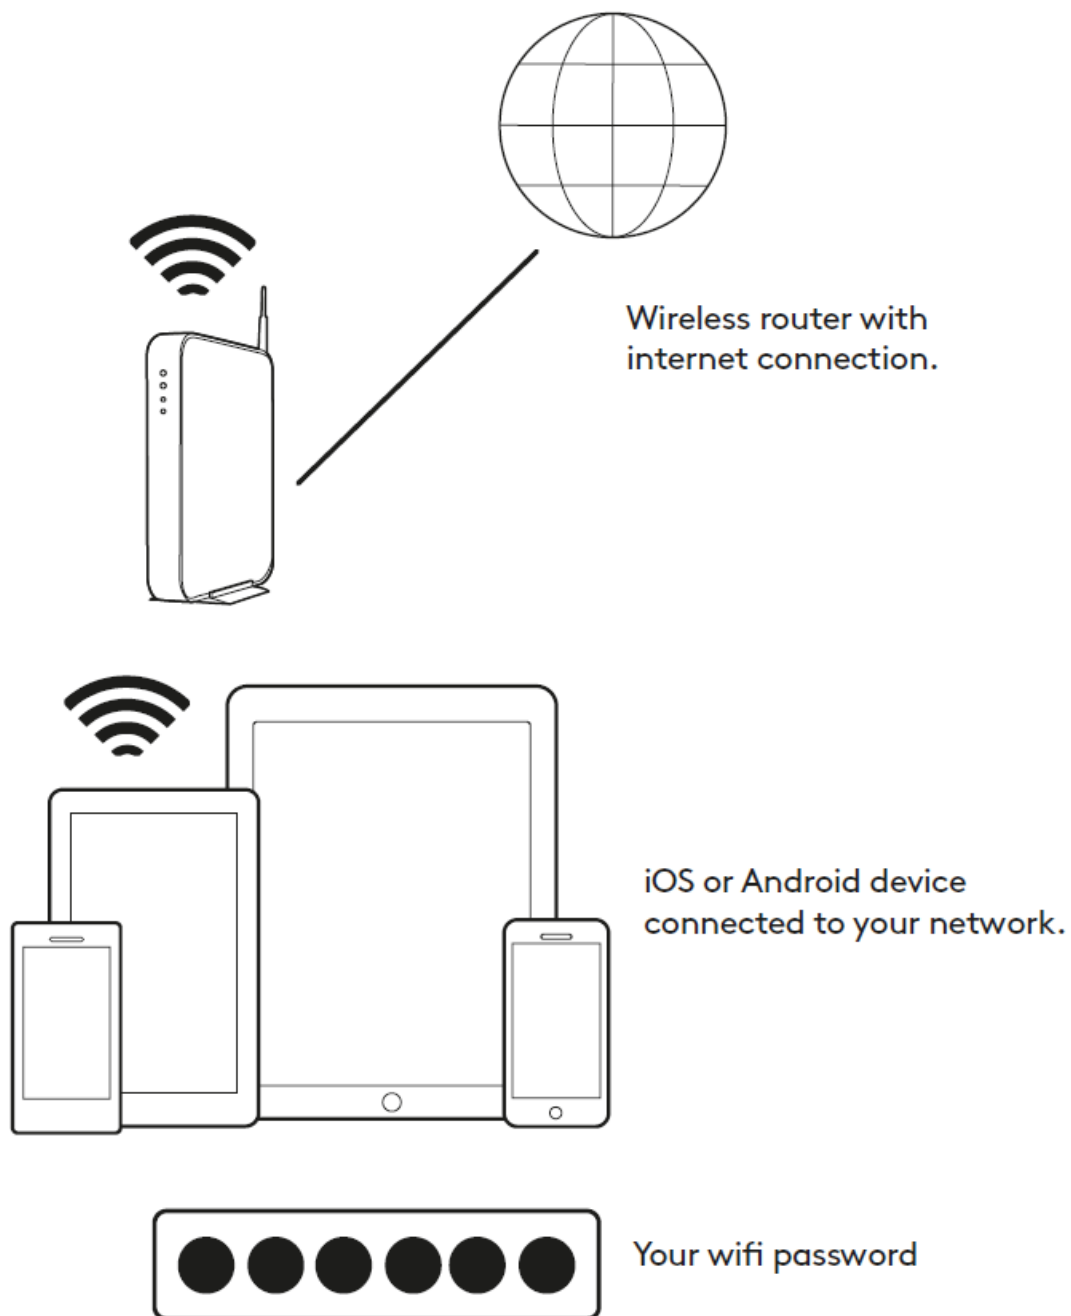 Wireless router with
internet connection.
iOS or Android device
connected to your network.
Your wifi password